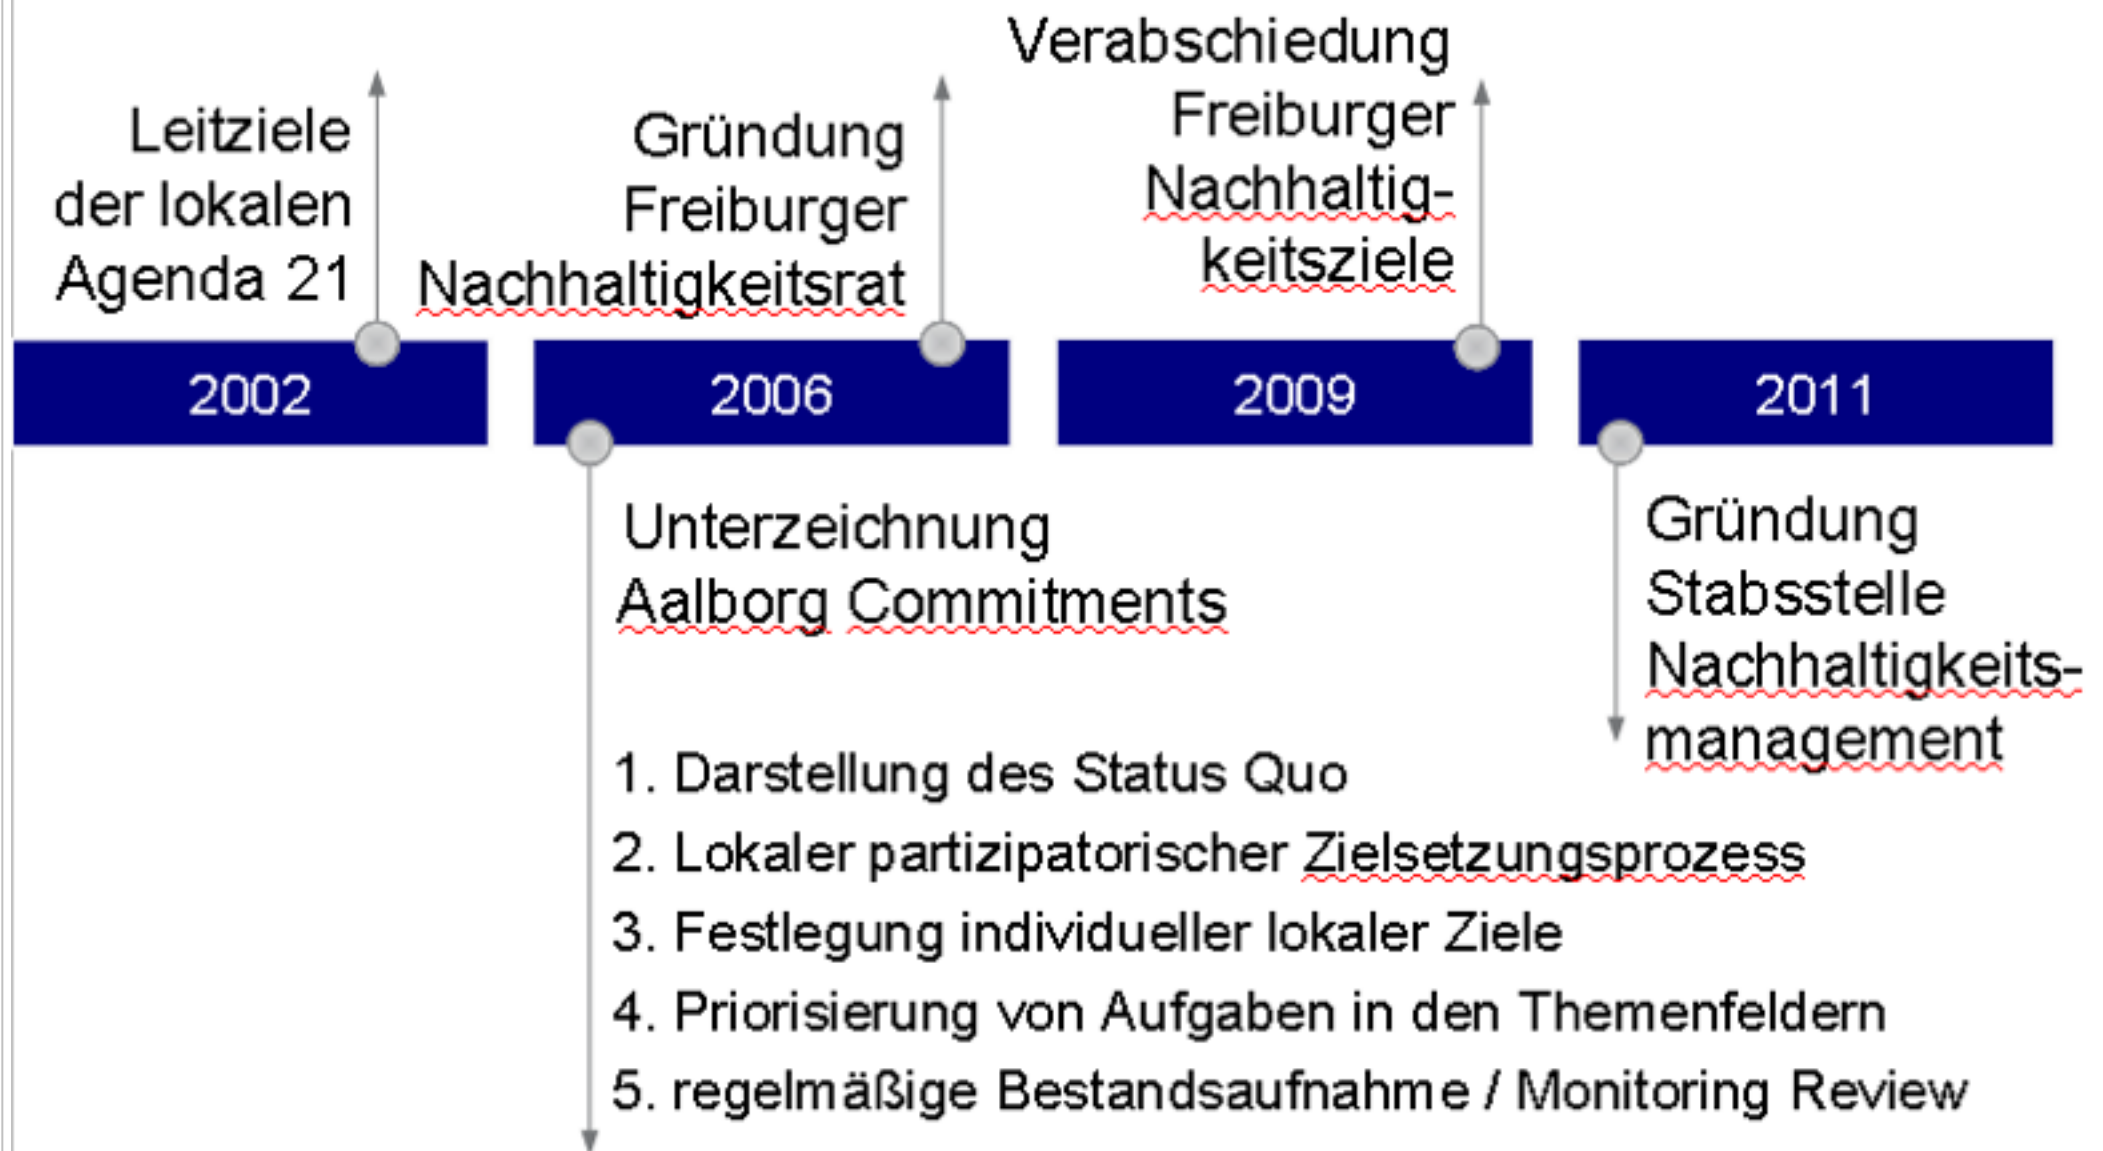 Leitziele
der lokalen
Agenda 21
Gründung
Freiburger
Nachhaltigkeitsrat
Verabschiedung
Freiburger
Nachhaltig-
keitsziele
2002
2006
2009
2011
Unterzeichnung
Aalborg Commitments
1. Darstellung des Status Quo
2. Lokaler partizipatorischer Zielsetzungsprozess
3. Festlegung individueller lokaler Ziele
4. Priorisierung von Aufgaben in den Themenfeldern
5. regelmäßige Bestandsaufnahme / Monitoring Review
Gründung
Stabsstelle
Nachhaltigkeits-
management